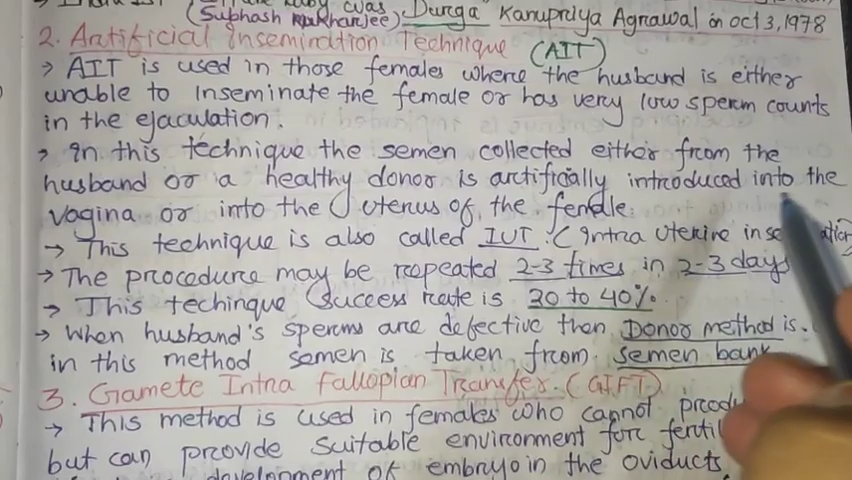 (Subhash Mukharjee): Durga Kanupriya Agrawal in oct 3, 1978
2. Artificial Insemination Technique (AIT)
→ AIT is used in those females where the husband is either
unable to inseminate the female or has very low sperm counts
in the ejaculation.
→ In this technique the semen collected either from the
husband or a healthy donor is artificially introduced into the
vagina or into the uterus of the female.
→ This technique is also called IUT. (Intra uterine
→ The procedure may be repeated 2-3 times in 2-3 days
→ This techinque success rate is 30 to 40%.
→ When husband's sperms are defective then Donor method is.
in this method semen is taken from semen bank
3. Gamete Intra Fallopian Transfer. (GIFT)
→ This method is used in females who cannot
but can provide suitable environment for
development of embryo in the oviducts